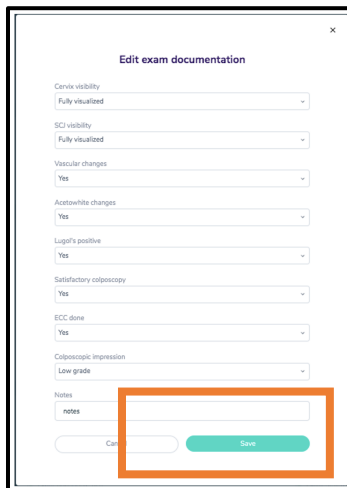 ×
Edit exam documentation
Cervix visibility
Fully visualized
SCJ visibility
Fully visualized
Vascular changes
Yes
Acetowhite changes
Yes
Lugol's positive
Yes
Satisfactory colposcopy
Yes
ECC done
Yes
Colposcopic impression
Low grade
Notes
notes
Save